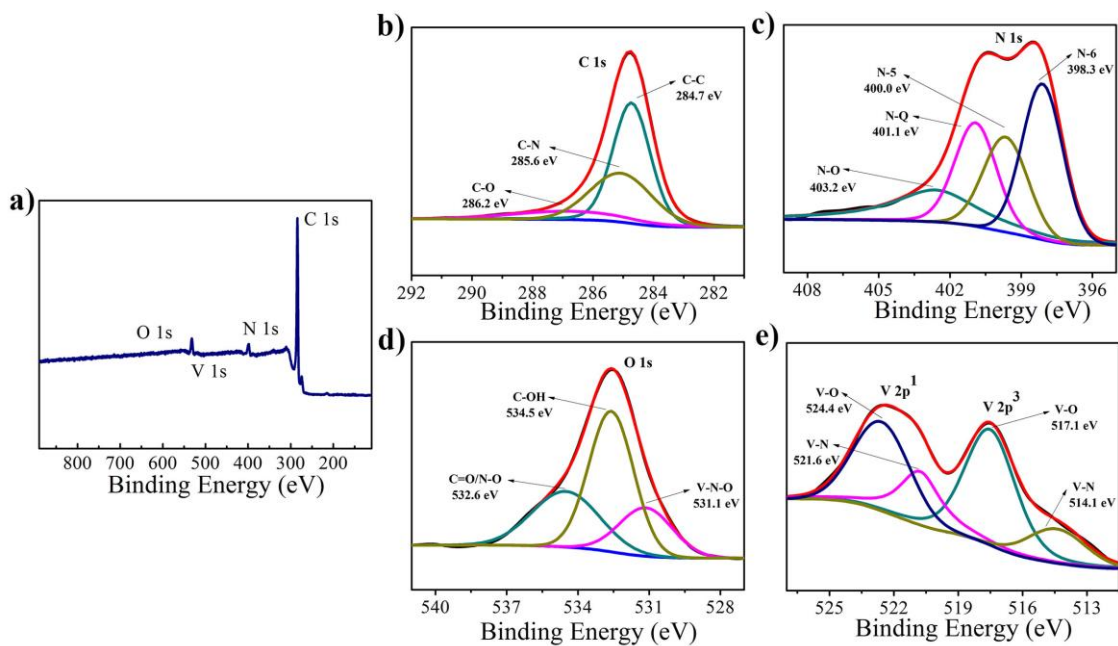 a)
C 1s
O 1s
N 1s
V 1s
800 700 600 500 400 300 200
Binding Energy (eV)
b)
C 1s
C-C
284.7 eV
C-N
285.6 eV
C-O
286.2 eV
292 290 288 286 284 282
Binding Energy (eV)
c)
N 1s
N-6
398.3 eV
N-5
400.0 eV
N-Q
401.1 eV
N-O
403.2 eV
408 405 402 399 396
Binding Energy (eV)
d)
O 1s
C-OH
534.5 eV
C=O/N-O
532.6 eV
V-N-O
531.1 eV
540 537 534 531 528
Binding Energy (eV)
e)
V 2p1
V 2p3
V-O
524.4 eV
V-N
521.6 eV
V-O
517.1 eV
V-N
514.1 eV
525 522 519 516 513
Binding Energy (eV)